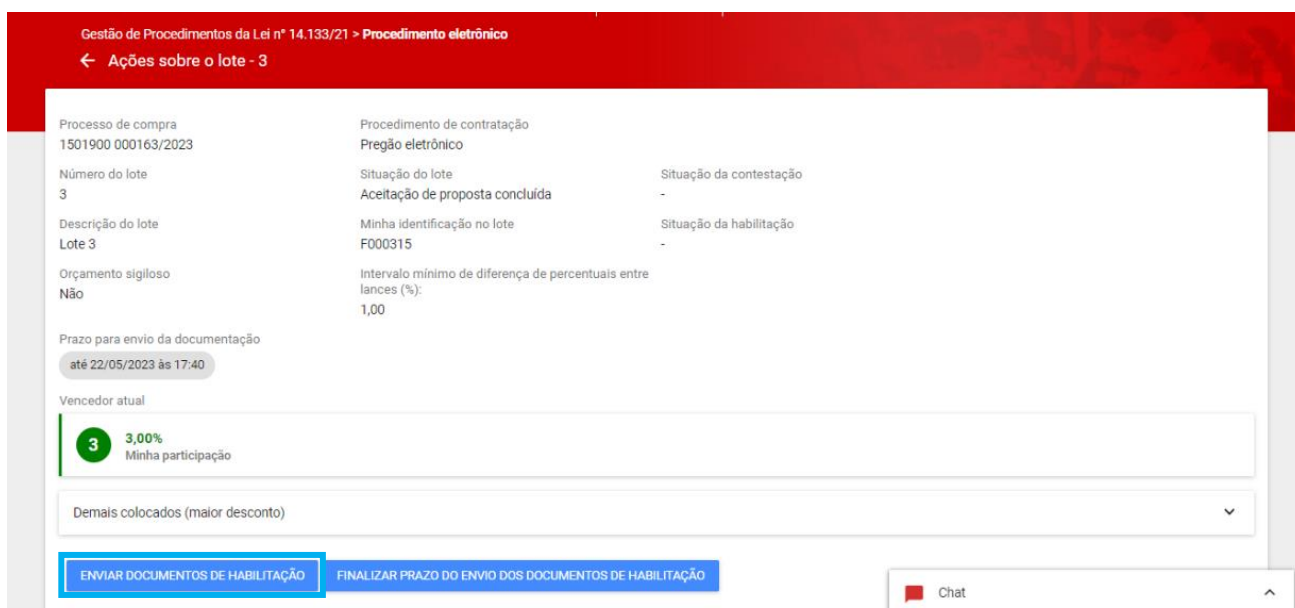 Gestão de Procedimentos da Lei n° 14.133/21 > Procedimento eletrônico
← Ações sobre o lote - 3
Processo de compra
1501900 000163/2023
Procedimento de contratação
Pregão eletrônico
Número do lote
3
Situação do lote
Aceitação de proposta concluída
Situação da contestação
-
Descrição do lote
Lote 3
Minha identificação no lote
F000315
Situação da habilitação
-
Orçamento sigiloso
Não
Intervalo mínimo de diferença de percentuais entre
lances (%):
1,00
Prazo para envio da documentação
até 22/05/2023 às 17:40
Vencedor atual
3
3,00%
Minha participação
Demais colocados (maior desconto)
ENVIAR DOCUMENTOS DE HABILITAÇÃO
FINALIZAR PRAZO DO ENVIO DOS DOCUMENTOS DE HABILITAÇÃO
Chat